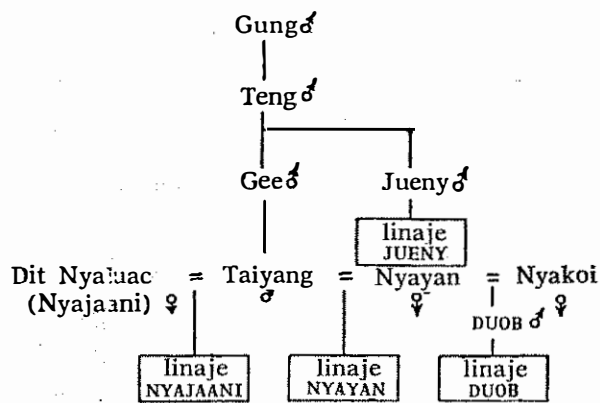 Gung♂
Teng♂
Gee♂ Jueny♂
linaje
JUENY
Dit Nyaluac = Taiyang = Nyayan = Nyakoi
(Nyajaani) ♀ ♂ ♀ ♀
DUOB ♂
linaje linaje linaje
NYAJAANI NYAYAN DUOB